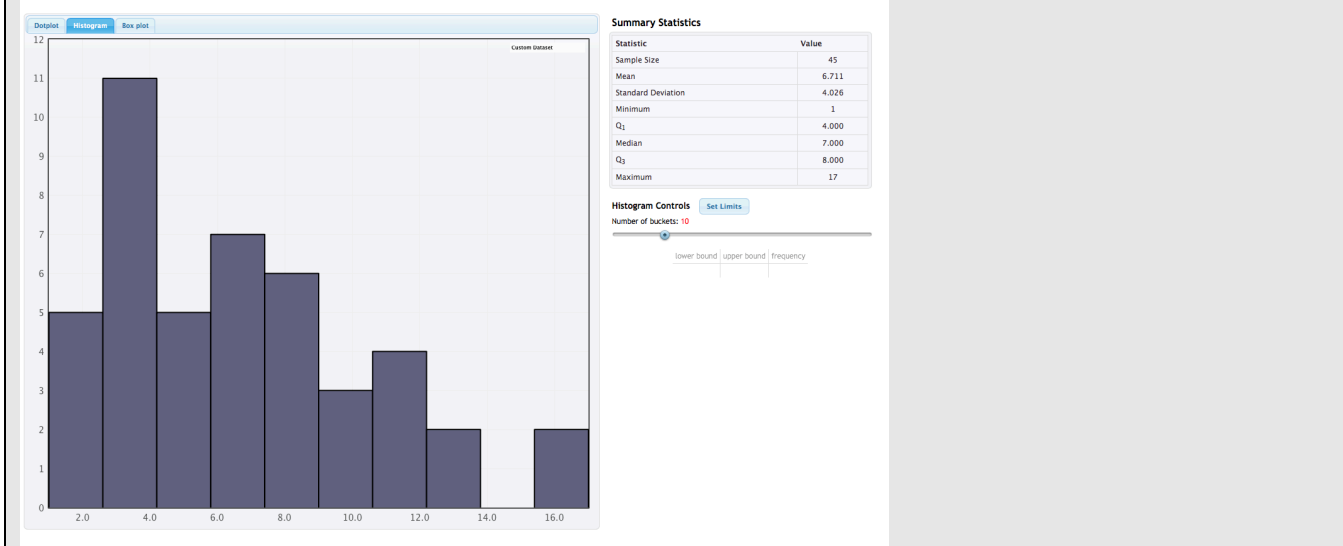 Dotplot Histogram Box plot
Custom Dataset
12
11
10
9
8
7
6
5
4
3
2
1
0
2.0 4.0 6.0 8.0 10.0 12.0 14.0 16.0
Summary Statistics
Statistic Value
Sample Size 45
Mean 6.711
Standard Deviation 4.026
Minimum 1
Q1 4.000
Median 7.000
Q3 8.000
Maximum 17
Histogram Controls Set Limits
Number of buckets: 10
lower bound upper bound frequency